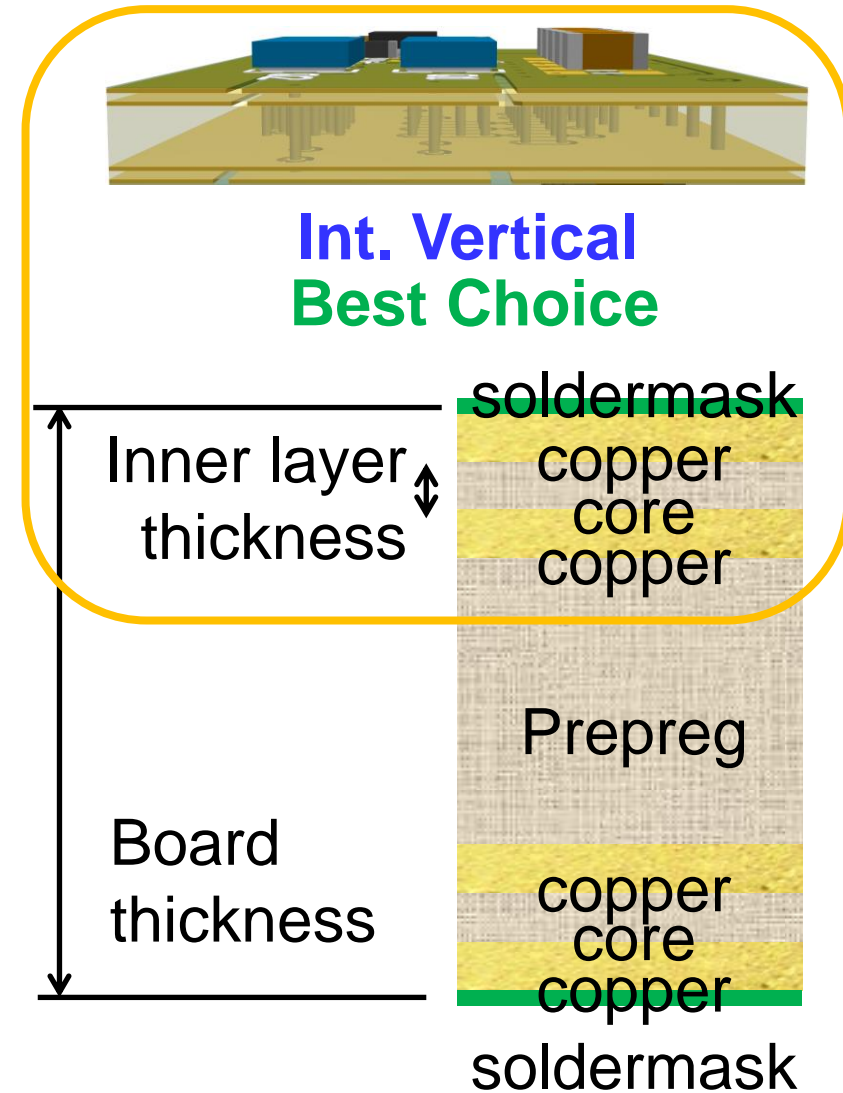 Int. Vertical
Best Choice
soldermask
Inner layer
thickness
copper
core
copper
Prepreg
Board
thickness
copper
core
copper
soldermask